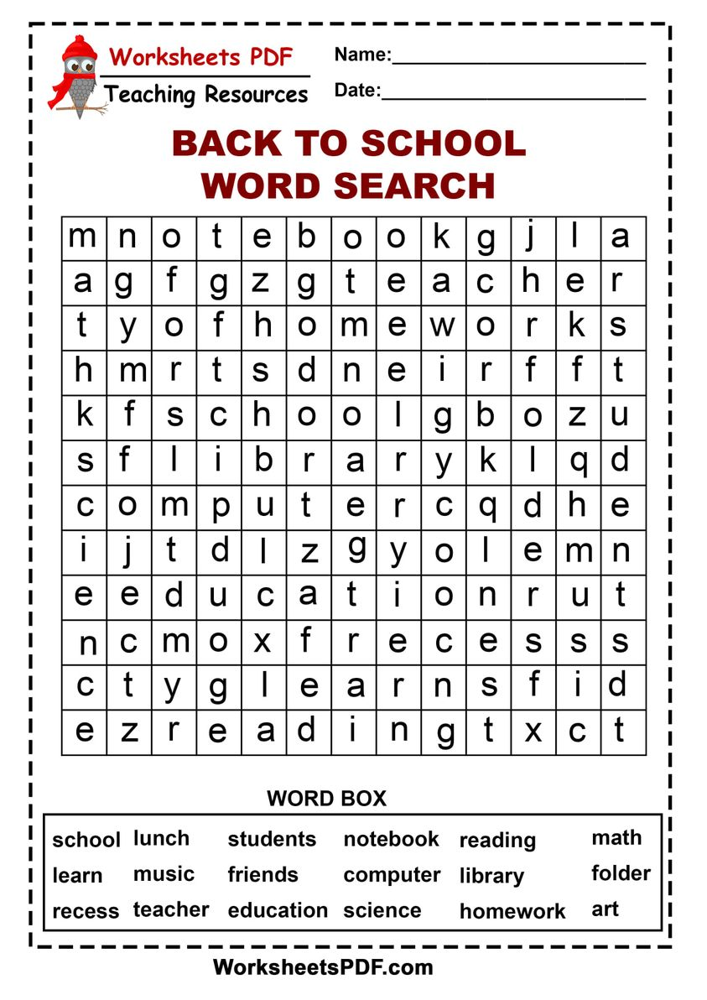 Worksheets PDF
Teaching Resources
Name:
Date:
BACK TO SCHOOL
WORD SEARCH
m n o t e b o o k g j l a
a g f g z g t e a c h e r
t y o f h o m e w o r k s
h m r t s d n e i r f f t
k f s c h o o l g b o z u
s f l i b r a r y k l q d
c o m p u t e r c q d h e
i j t d l z g y o l e m n
e e d u c a t i o n r u t
n c m o x f r e c e s s s
c t y g l e a r n s f i d
e z r e a d i n g t x c t
WORD BOX
school lunch students notebook reading math
learn music friends computer library folder
recess teacher education science homework art
WorksheetsPDF.com